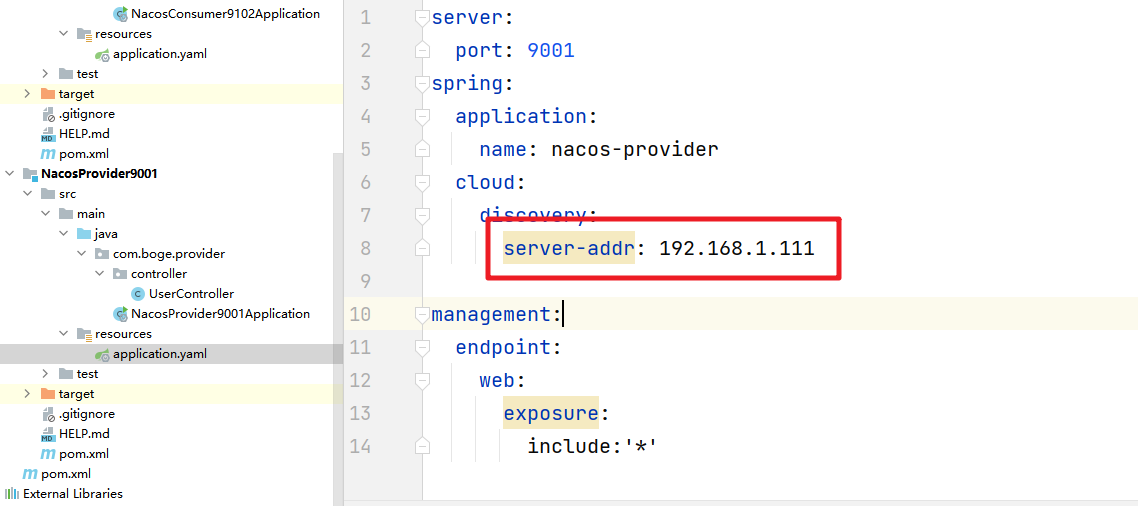 NacosConsumer9102Application
resources
application.yaml
test
target
.gitignore
HELP.md
pom.xml
NacosProvider9001
src
main
java
com.boge.provider
controller
UserController
NacosProvider9001Application
resources
application.yaml
test
target
.gitignore
HELP.md
pom.xml
pom.xml
External Libraries
1 server:
2 port: 9001
3 spring:
4 application:
5 name: nacos-provider
6 cloud:
7 discovery:
8 server-addr: 192.168.1.111
9
10 management:
11 endpoint:
12 web:
13 exposure:
14 include:'*'